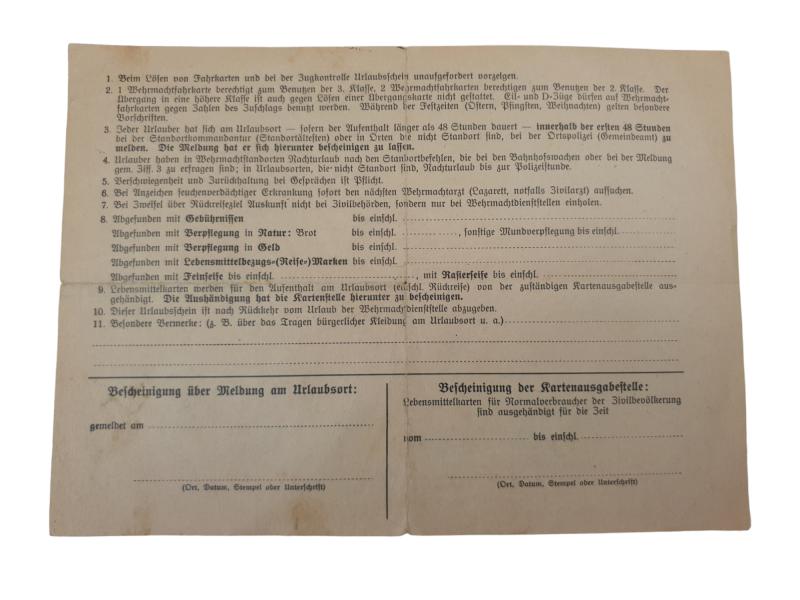 1. Beim Lösen von Fahrkarten und bei der Zugkontrolle Urlaubsschein unaufgefordert vorzeigen.
2. 1 Wehrmachtfahrkarte berechtigt zum Benutzen der 3. Klasse, 2 Wehrmachtfahrkarten berechtigen zum Benutzen der 2. Klasse. Der
Übergang in eine höhere Klasse ist auch gegen Lösen einer Übergangskarte nicht gestattet. Eil- und D-Züge dürfen auf Wehrmacht-
fahrkarten gegen Zahlen des Zuschlags benutzt werden. Während der Festzeiten (Ostern, Pfingsten, Weihnachten) gelten besondere
Vorschriften.
3. Jeder Urlauber hat sich am Urlaubsort — sofern der Aufenthalt länger als 48 Stunden dauert — innerhalb der ersten 48 Stunden
bei der Standortkommandantur (Standortältesten) oder in Orten die nicht Standort sind, bei der Ortspolizei (Gemeindeamt) zu
melden. Die Meldung hat er sich hierunter bescheinigen zu lassen.
4. Urlauber haben in Wehrmachtstandorten Nachturlaub nach den Standortbefehlen, die bei den Bahnhofswachen oder bei der Meldung
gem. Ziff. 3 zu erfragen sind; in Urlaubsorten, die nicht Standort sind, Nachturlaub bis zur Polizeistunde.
5. Verschwiegenheit und Zurückhaltung bei Gesprächen ist Pflicht.
6. Bei Anzeichen seuchenverdächtiger Erkrankung sofort den nächsten Wehrmachtarzt (Lazarett, notfalls Zivilarzt) aufsuchen.
7. Bei Zweifel über Rückreiseziel Auskunft nicht bei Zivilbehörden, sondern nur bei Wehrmachtdienststellen einholen.
8. Abgefunden mit Gebührnissen bis einschl.
Abgefunden mit Verpflegung in Natur: Brot bis einschl. , sonstige Mundverpflegung bis einschl.
Abgefunden mit Verpflegung in Geld bis einschl.
Abgefunden mit Lebensmittelbezugs-(Reise-)Marken bis einschl.
Abgefunden mit Feinseife bis einschl. , mit Rasierseife bis einschl.
9. Lebensmittelkarten werden für den Aufenthalt am Urlaubsort (einschl. Rückreise) von der zuständigen Kartenausgabestelle aus-
gehändigt. Die Aushändigung hat die Kartenstelle hierunter zu bescheinigen.
10. Dieser Urlaubsschein ist nach Rückkehr vom Urlaub der Wehrmachtdienststelle abzugeben.
11. Besondere Vermerke: (z. B. über das Tragen bürgerlicher Kleidung am Urlaubsort u. a.)
Bescheinigung über Meldung am Urlaubsort:
gemeldet am
(Ort, Datum, Stempel oder Unterschrift)
Bescheinigung der Kartenausgabestelle:
Lebensmittelkarten für Normalverbraucher der Zivilbevölkerung
sind ausgehändigt für die Zeit
vom bis einschl.
(Ort, Datum, Stempel oder Unterschrift)